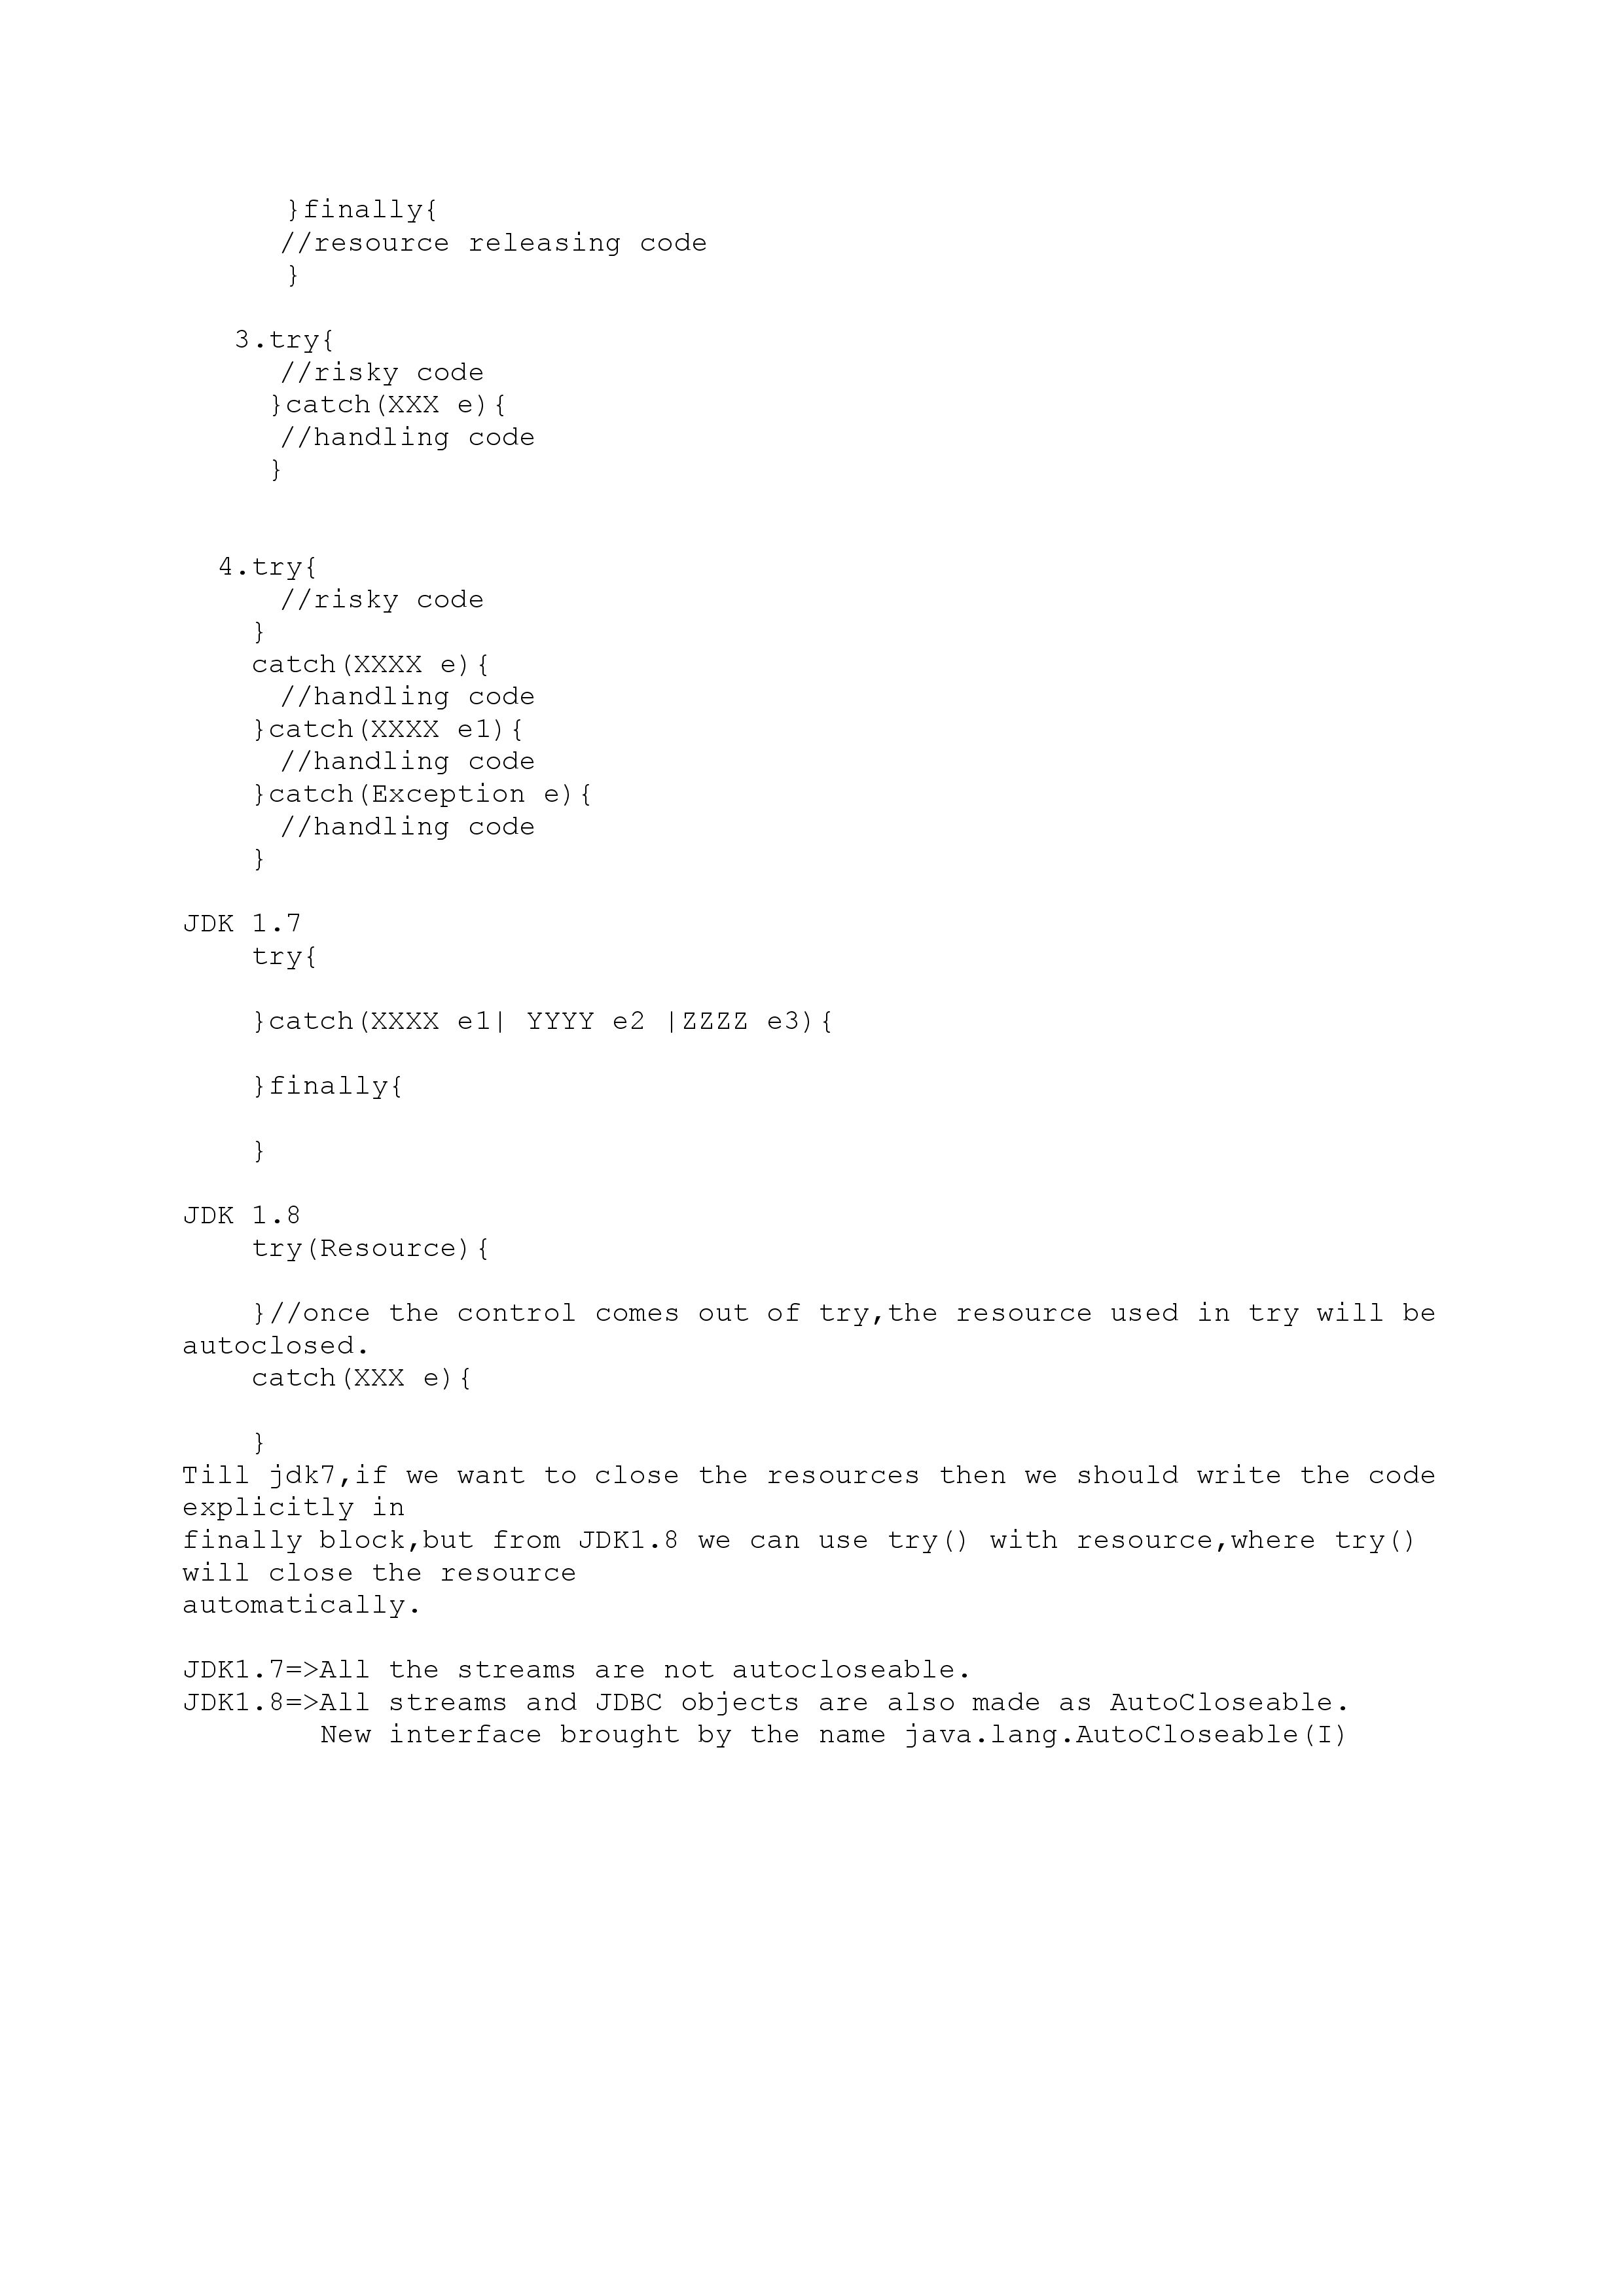 }finally{
//resource releasing code
}
3.try{
//risky code
}catch(XXX e){
//handling code
}
4.try{
//risky code
}
catch(XXXX e){
//handling code
}catch(XXXX e1){
//handling code
}catch(Exception e){
//handling code
}
JDK 1.7
try{
}catch(XXXX e1| YYYY e2 |ZZZZ e3){
}finally{
}
JDK 1.8
try(Resource){
}//once the control comes out of try,the resource used in try will be
autoclosed.
catch(XXX e){
}
Till jdk7,if we want to close the resources then we should write the code
explicitly in
finally block,but from JDK1.8 we can use try() with resource,where try()
will close the resource
automatically.
JDK1.7=>All the streams are not autocloseable.
JDK1.8=>All streams and JDBC objects are also made as AutoCloseable.
New interface brought by the name java.lang.AutoCloseable(I)